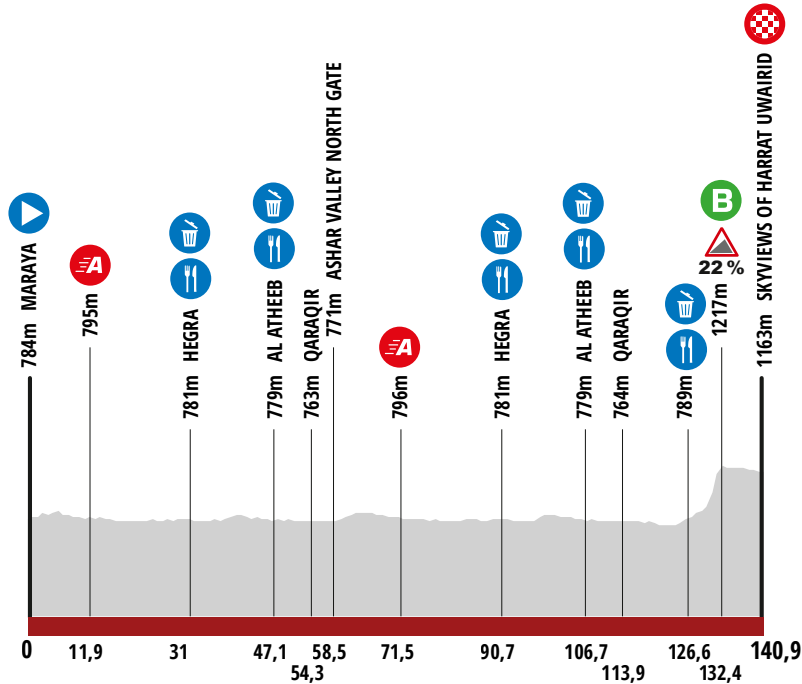 784m MARAYA
A
795m
781m HEGRA
779m AL ATHEEB
763m QARAQIR
771m ASHAR VALLEY NORTH GATE
A
796m
781m HEGRA
779m AL ATHEEB
764m QARAQIR
789m
B
22 %
1217m
1163m SKYVIEWS OF HARRAT UWAIRID
0 11,9 31 47,1 58,5 71,5 90,7 106,7 126,6 140,9
54,3 113,9 132,4